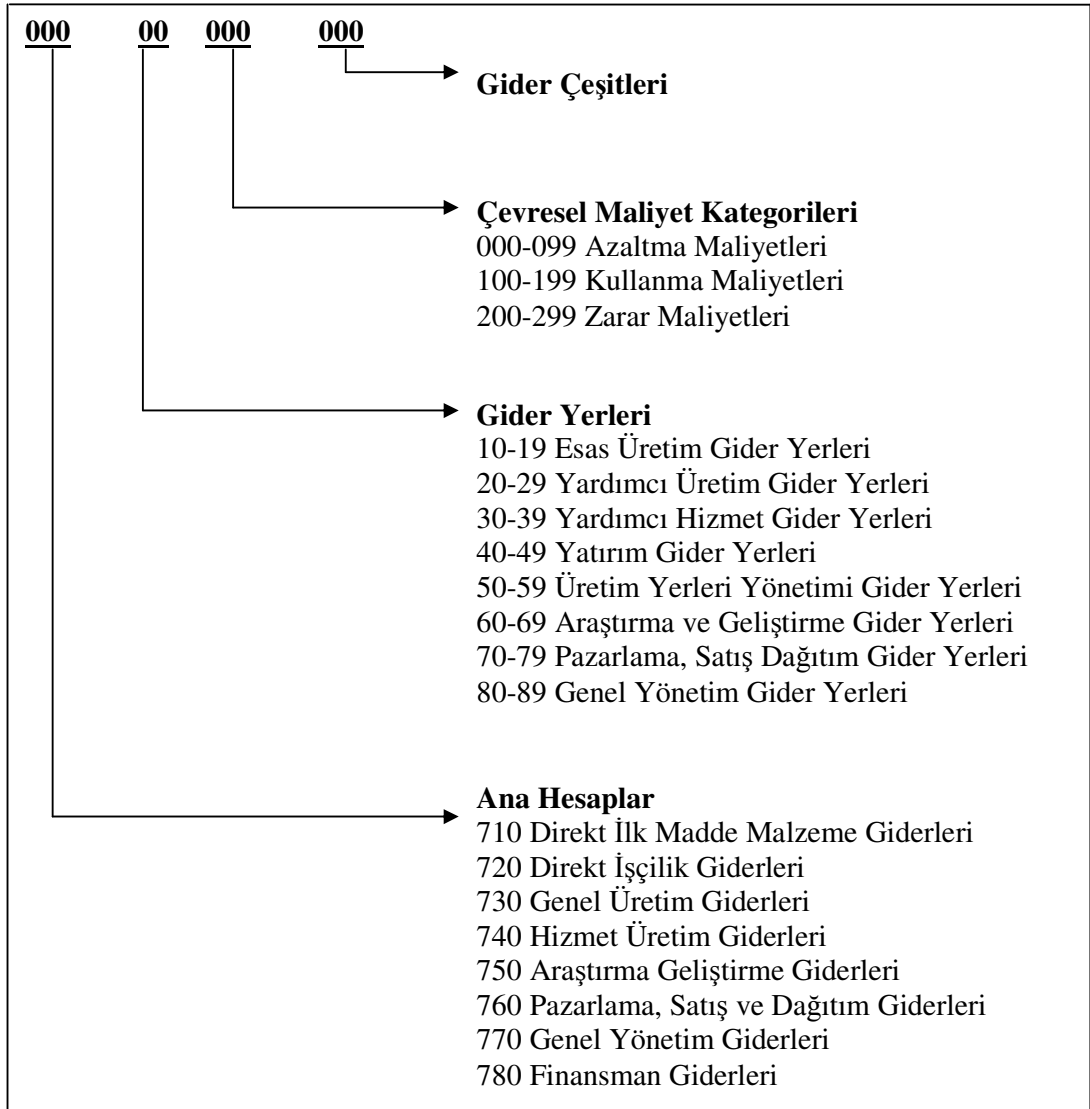 000 00 000 000
Gider Çeşitleri
Çevresel Maliyet Kategorileri
000-099 Azaltma Maliyetleri
100-199 Kullanma Maliyetleri
200-299 Zarar Maliyetleri
Gider Yerleri
10-19 Esas Üretim Gider Yerleri
20-29 Yardımcı Üretim Gider Yerleri
30-39 Yardımcı Hizmet Gider Yerleri
40-49 Yatırım Gider Yerleri
50-59 Üretim Yerleri Yönetimi Gider Yerleri
60-69 Araştırma ve Geliştirme Gider Yerleri
70-79 Pazarlama, Satış Dağıtım Gider Yerleri
80-89 Genel Yönetim Gider Yerleri
Ana Hesaplar
710 Direkt İlk Madde Malzeme Giderleri
720 Direkt İşçilik Giderleri
730 Genel Üretim Giderleri
740 Hizmet Üretim Giderleri
750 Araştırma Geliştirme Giderleri
760 Pazarlama, Satış ve Dağıtım Giderleri
770 Genel Yönetim Giderleri
780 Finansman Giderleri